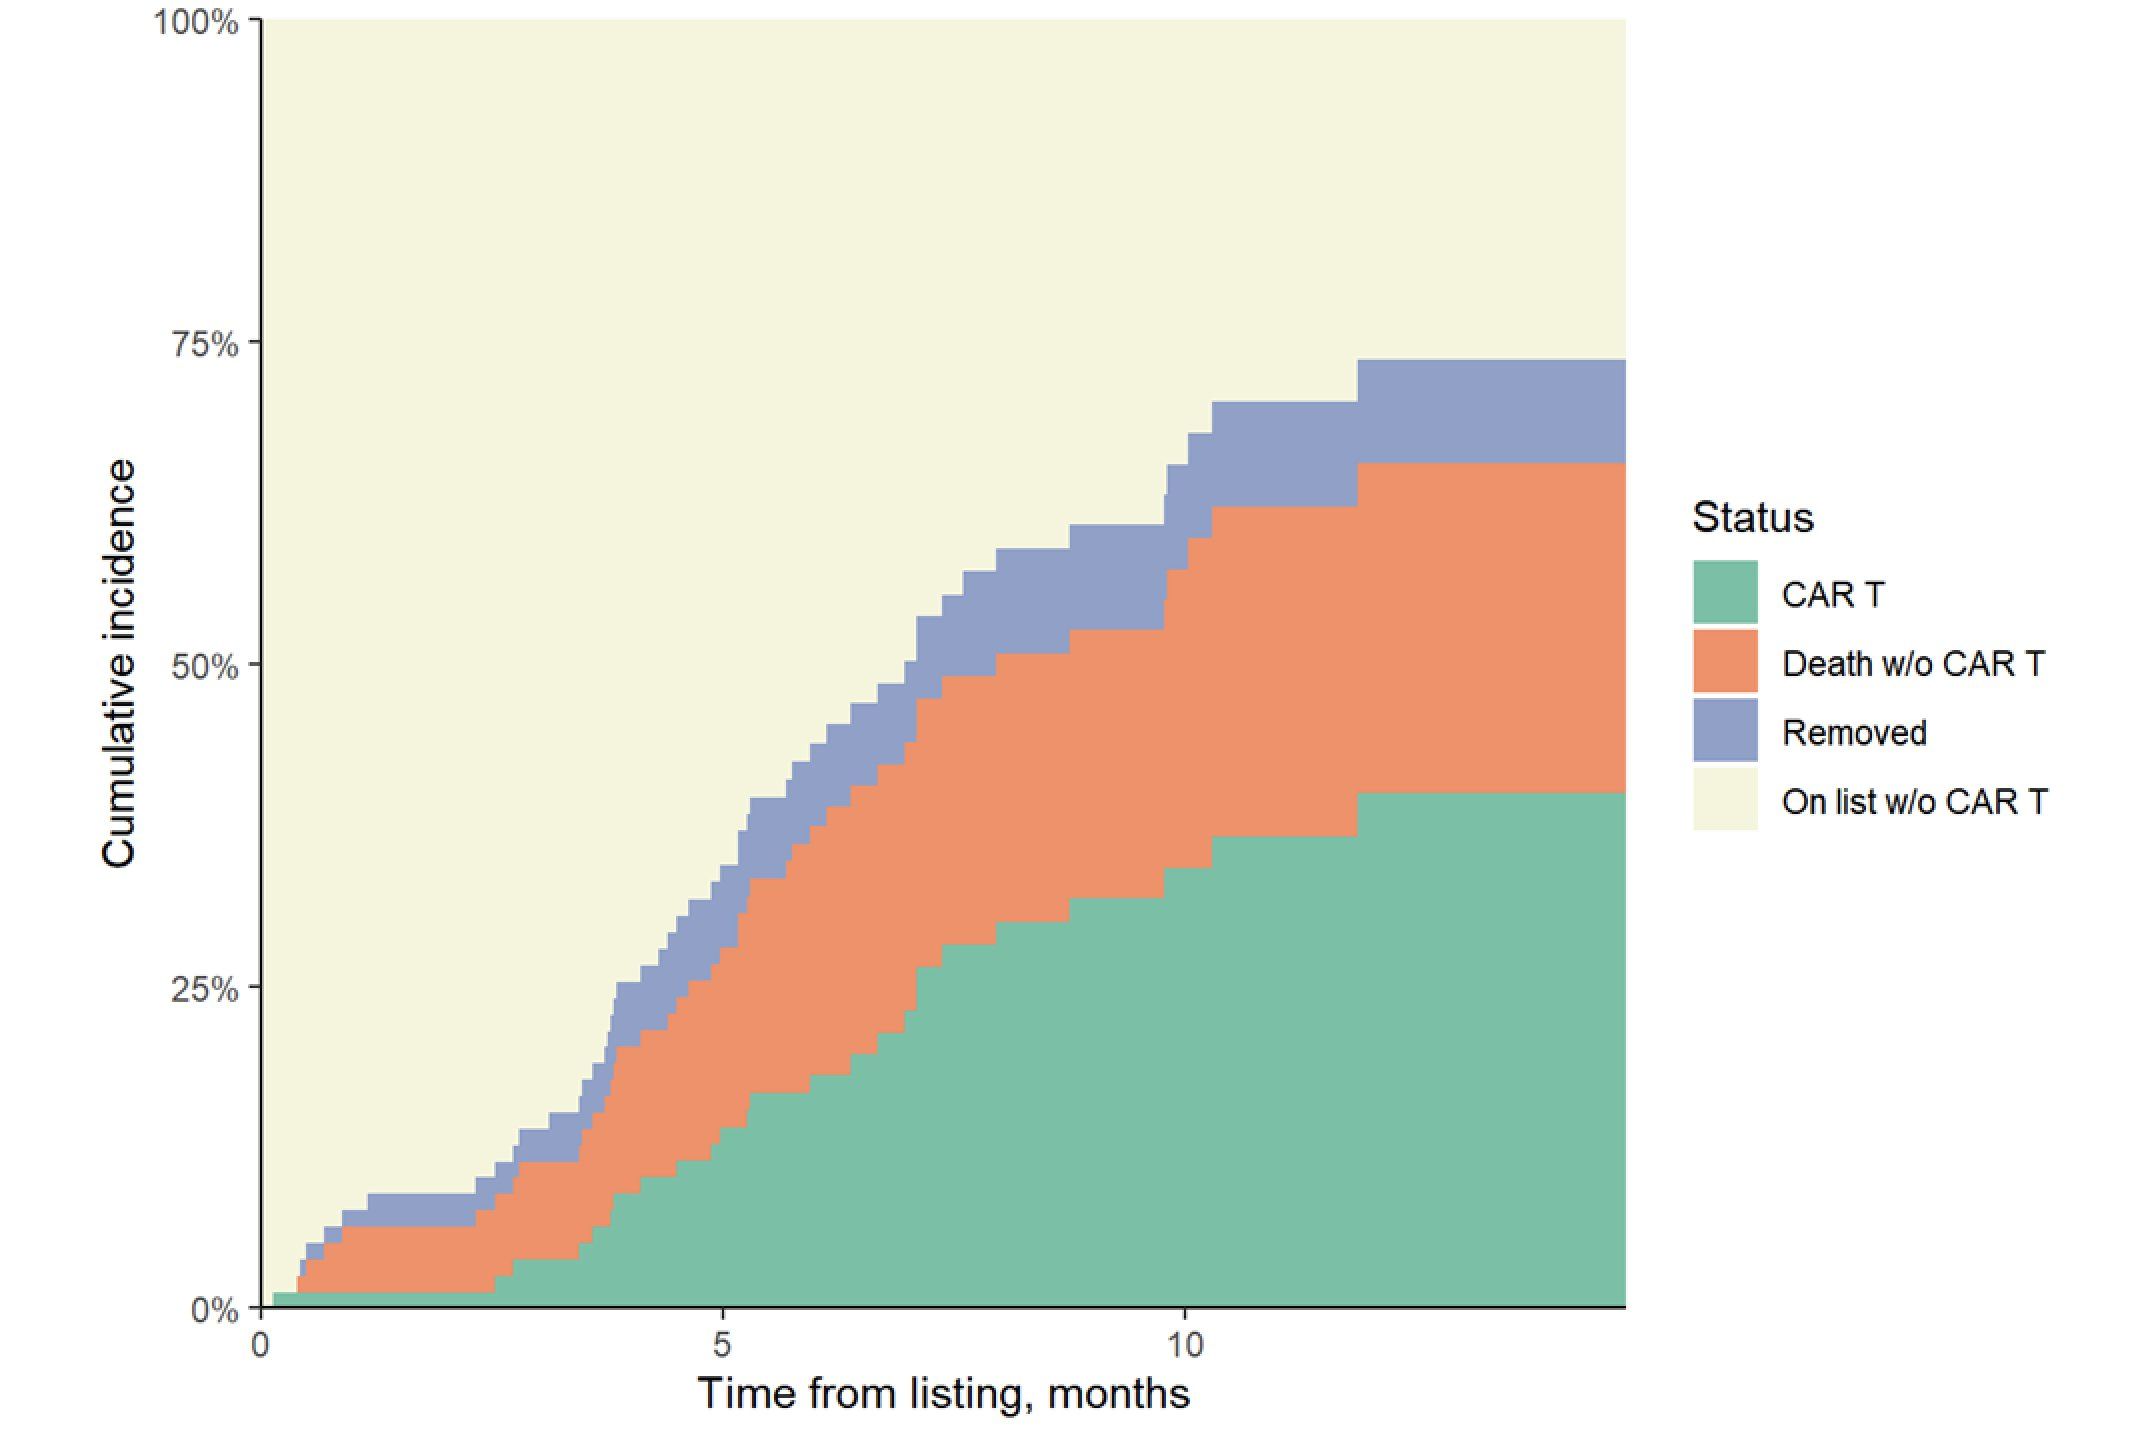 100%
75%
50%
25%
0%
Cumulative incidence
0
5
10
Time from listing, months
Status
CAR T
Death w/o CAR T
Removed
On list w/o CAR T